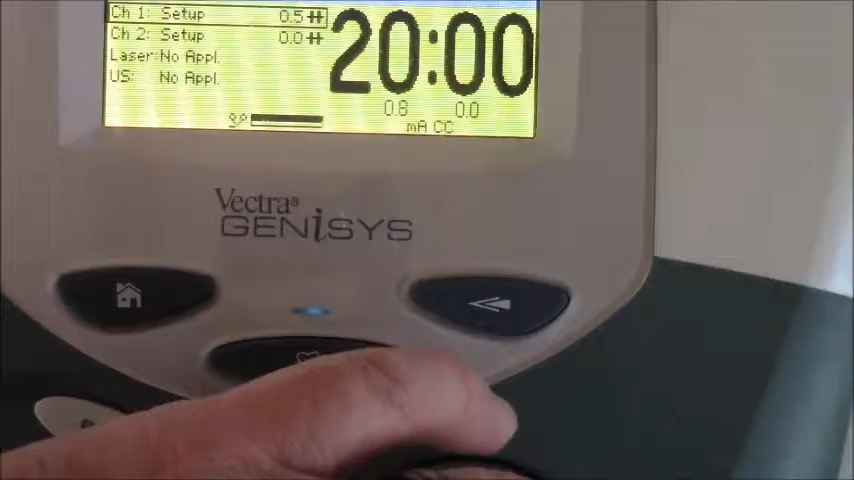 Ch 1: Setup 0.5
Ch 2: Setup 0.0
Laser: No Appl.
US: No Appl.
20:00
0.8 0.0
mA CC
Vectra®
GENiSYS